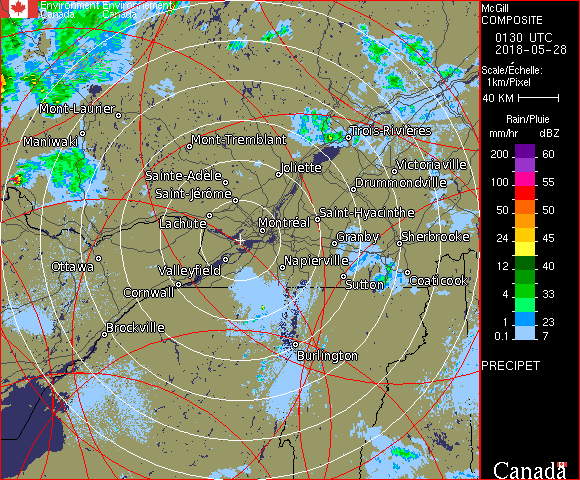 Environment Environnement
Canada Canada
Mont-Laurier
Maniwaki
Mont-Tremblant
Trois-Rivières
Sainte-Adèle
Joliette
Victoriaville
Saint-Jérôme
Drummondville
Lachute
Montréal
Saint-Hyacinthe
Granby
Sherbrooke
Ottawa
Valleyfield
Napierville
Cornwall
Sutton
Coaticook
Brockville
Burlington
McGill
COMPOSITE
0130 UTC
2018-05-28
Scale/Échelle:
1km/Pixel
40 KM
Rain/Pluie
mm/hr dBZ
200 60
150 57
100 55
50 50
24 45
12 40
4 33
1 23
0.1 7
PRECIPET
Canada